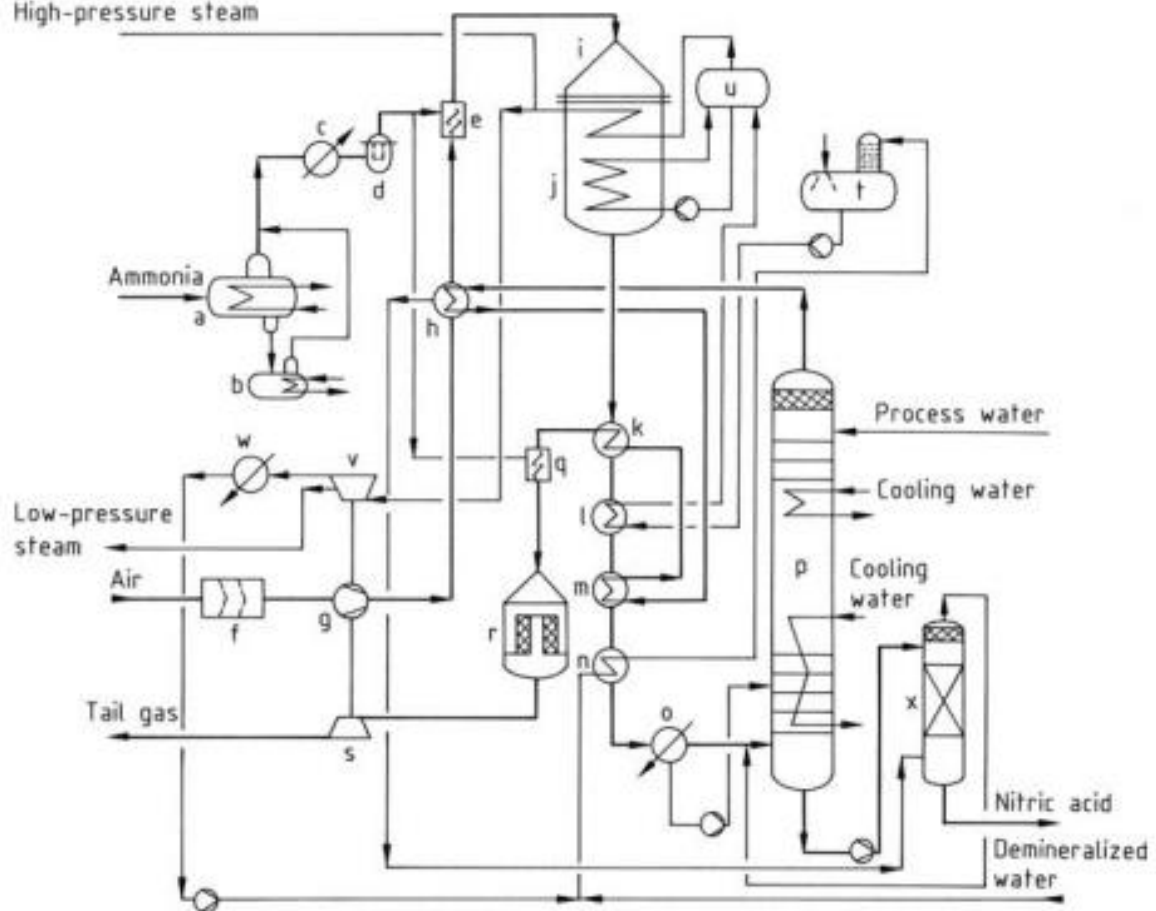 High-pressure steam
i
u
e
c
d
j
t
Ammonia
a
h
b
Process water
k
w
v
q
Cooling water
l
Low-pressure
steam
p
Cooling
water
Air
m
g
f
r
n
x
Tail gas
o
s
Nitric acid
Demineralized
water